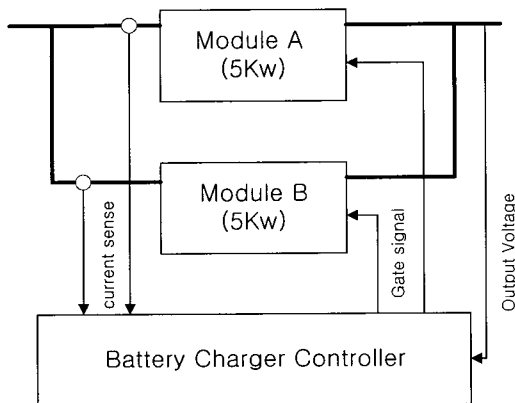 Module A
(5Kw)
Module B
(5Kw)
current sense
Gate signal
Output Voltage
Battery Charger Controller